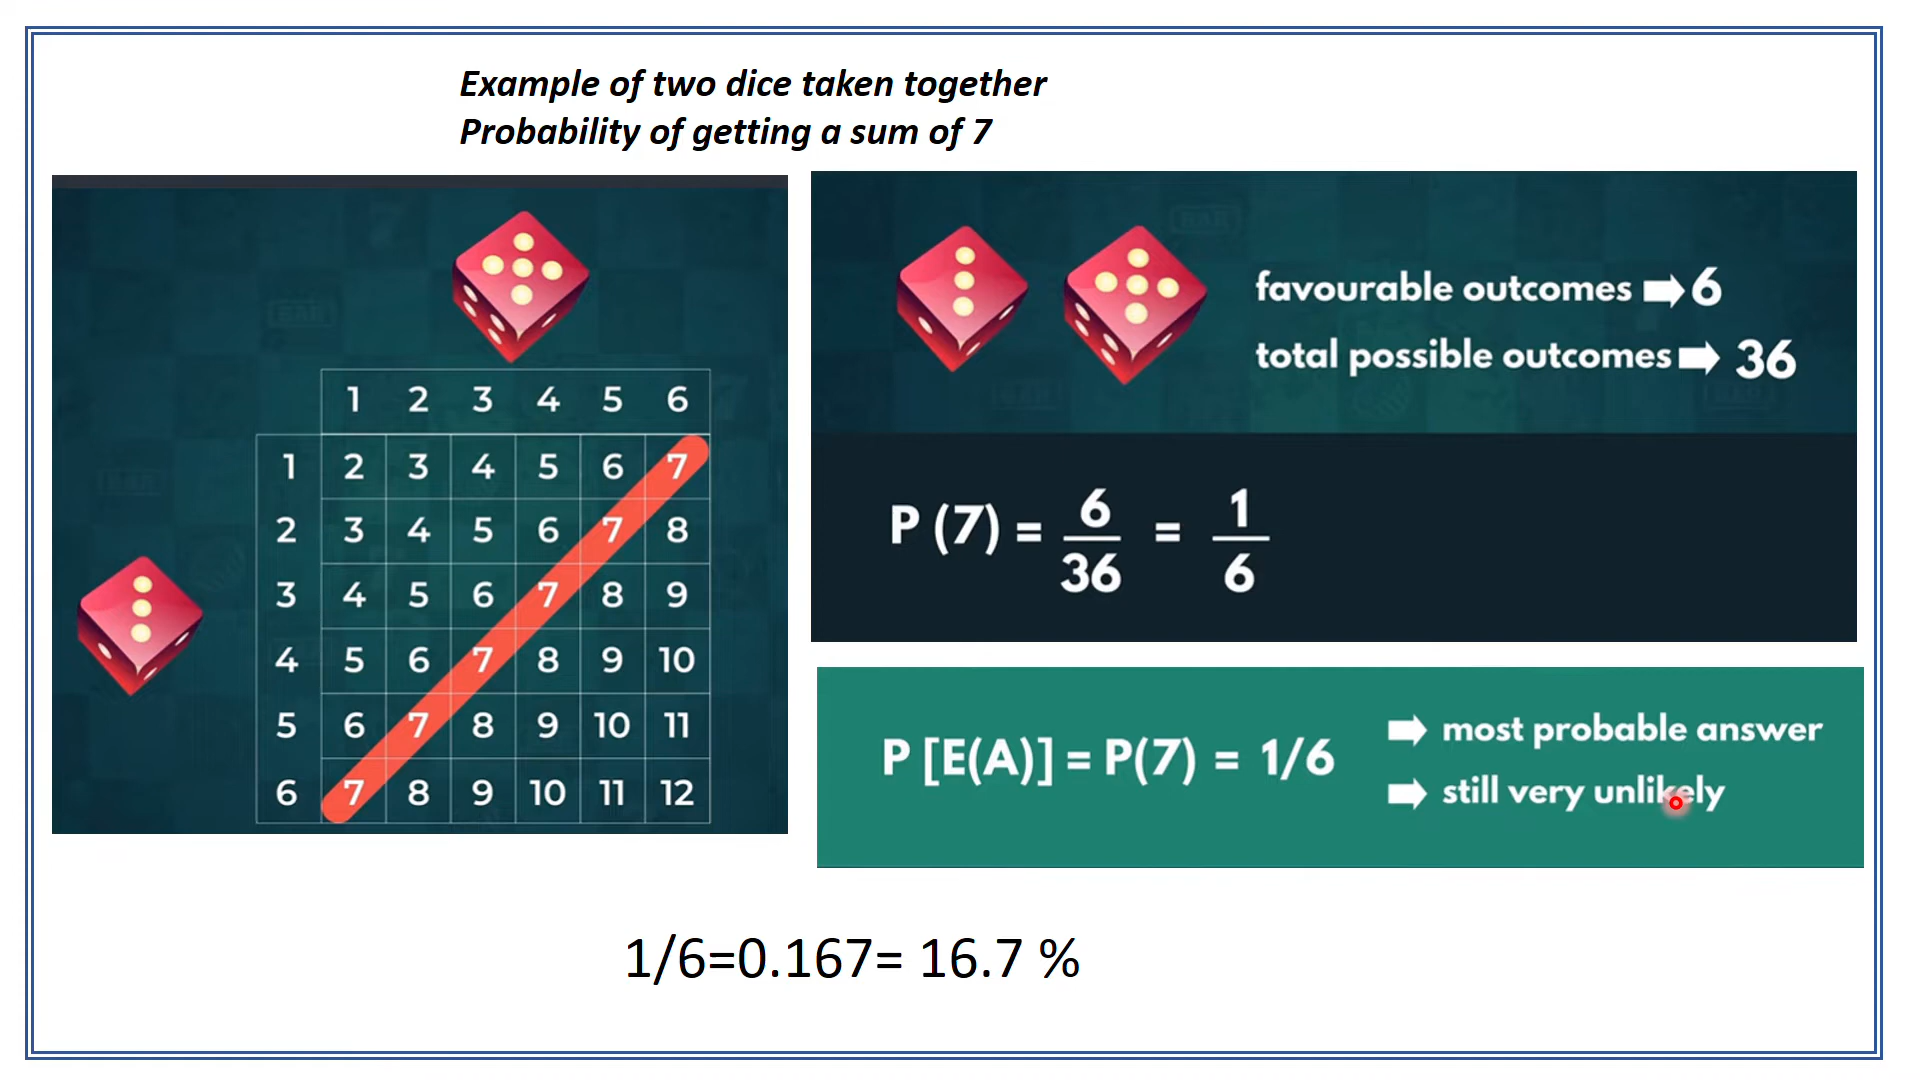 Example of two dice taken together
Probability of getting a sum of 7
1 2 3 4 5 6
1 2 3 4 5 6 7
2 3 4 5 6 7 8
3 4 5 6 7 8 9
4 5 6 7 8 9 10
5 6 7 8 9 10 11
6 7 8 9 10 11 12
favourable outcomes ➡ 6
total possible outcomes ➡ 36
P (7) = 6/36 = 1/6
P [E(A)] = P(7) = 1/6
➡ most probable answer
➡ still very unlikely
1/6=0.167= 16.7 %